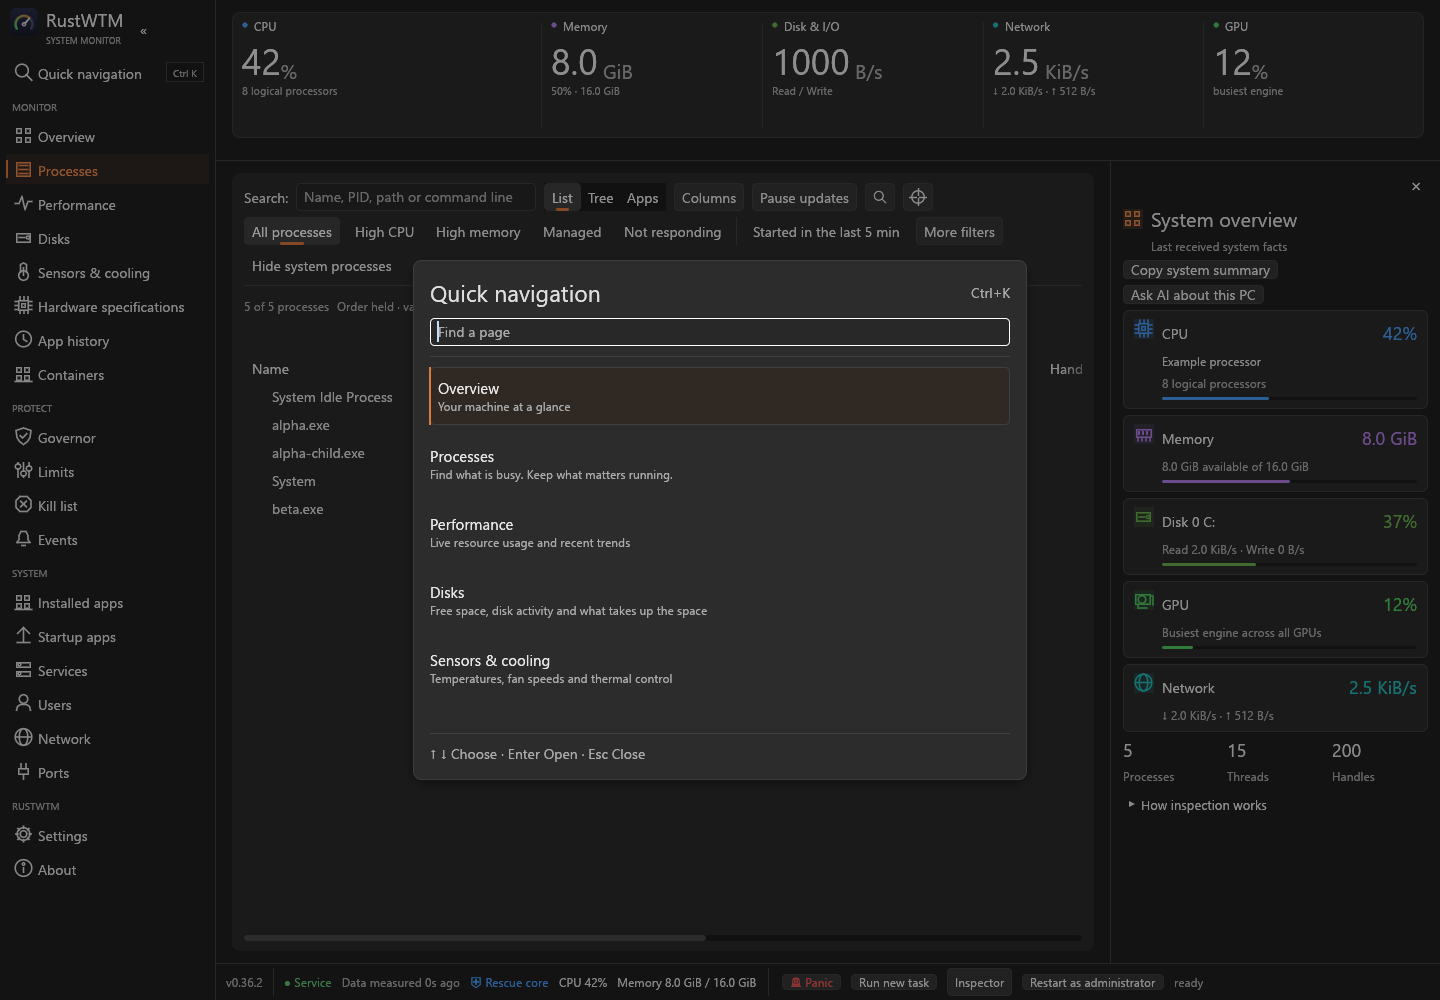 RustWTM
SYSTEM MONITOR
«
Quick navigation
Ctrl K
MONITOR
Overview
Processes
Performance
Disks
Sensors & cooling
Hardware specifications
App history
Containers
PROTECT
Governor
Limits
Kill list
Events
SYSTEM
Installed apps
Startup apps
Services
Users
Network
Ports
RUSTWTM
Settings
About
CPU
42%
8 logical processors
Memory
8.0 GiB
50% · 16.0 GiB
Disk & I/O
1000 B/s
Read / Write
Network
2.5 KiB/s
↓ 2.0 KiB/s · ↑ 512 B/s
GPU
12%
busiest engine
Search: Name, PID, path or command line List Tree Apps Columns Pause updates
All processes High CPU High memory Managed Not responding Started in the last 5 min More filters
Hide system processes
5 of 5 processes Order held · va
Name Hand
System Idle Process
alpha.exe
alpha-child.exe
System
beta.exe
Quick navigation Ctrl+K
Find a page
Overview
Your machine at a glance
Processes
Find what is busy. Keep what matters running.
Performance
Live resource usage and recent trends
Disks
Free space, disk activity and what takes up the space
Sensors & cooling
Temperatures, fan speeds and thermal control
↑ ↓ Choose · Enter Open · Esc Close
×
System overview
Last received system facts
Copy system summary
Ask AI about this PC
CPU 42%
Example processor
8 logical processors
Memory 8.0 GiB
8.0 GiB available of 16.0 GiB
Disk 0 C: 37%
Read 2.0 KiB/s · Write 0 B/s
GPU 12%
Busiest engine across all GPUs
Network 2.5 KiB/s
↓ 2.0 KiB/s · ↑ 512 B/s
5 15 200
Processes Threads Handles
How inspection works
v0.36.2 Service Data measured 0s ago Rescue core CPU 42% Memory 8.0 GiB / 16.0 GiB Panic Run new task Inspector Restart as administrator ready